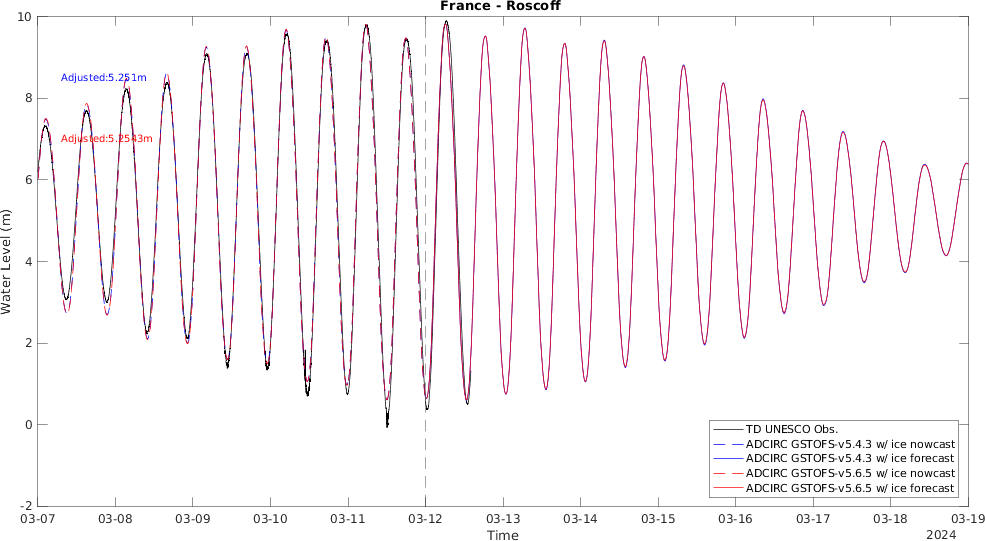 France - Roscoff
10
8
6
4
2
0
-2
Water Level (m)
Adjusted:5.251m
Adjusted:5.2543m
TD UNESCO Obs.
ADCIRC GSTOFS-v5.4.3 w/ ice nowcast
ADCIRC GSTOFS-v5.4.3 w/ ice forecast
ADCIRC GSTOFS-v5.6.5 w/ ice nowcast
ADCIRC GSTOFS-v5.6.5 w/ ice forecast
03-07 03-08 03-09 03-10 03-11 03-12 03-13 03-14 03-15 03-16 03-17 03-18 03-19
Time
2024